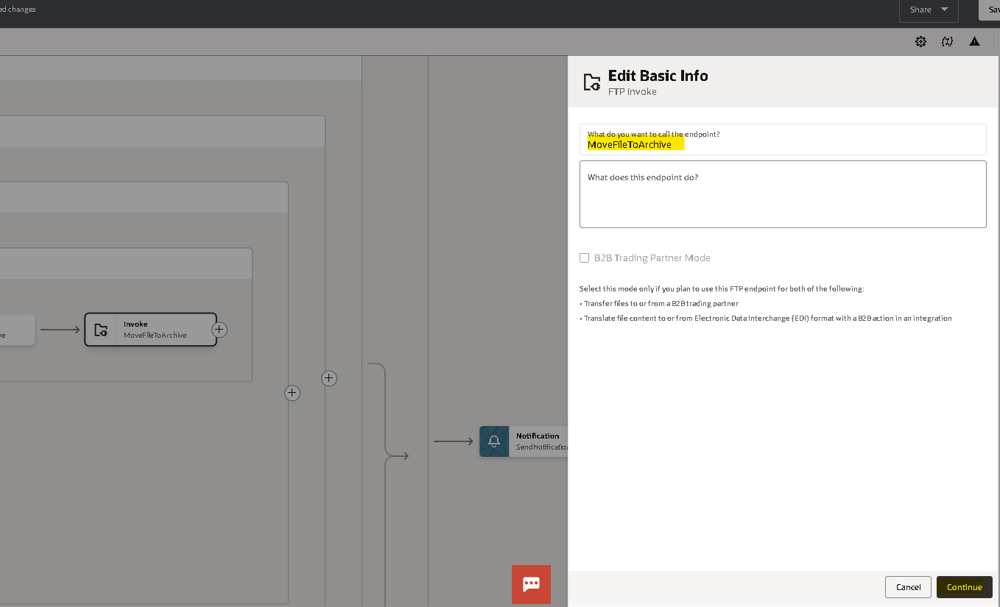 ed changes
Share
Sav
Edit Basic Info
FTP invoke
What do you want to call the endpoint?
MoveFileToArchive
What does this endpoint do?
B2B Trading Partner Mode
Select this mode only if you plan to use this FTP endpoint for both of the following:
• Transfer files to or from a B2B trading partner
• Translate file content to or from Electronic Data Interchange (EDI) format with a B2B action in an integration
ve
Invoke
MoveFileToArchive
Notification
SendNotificatio
Cancel
Continue